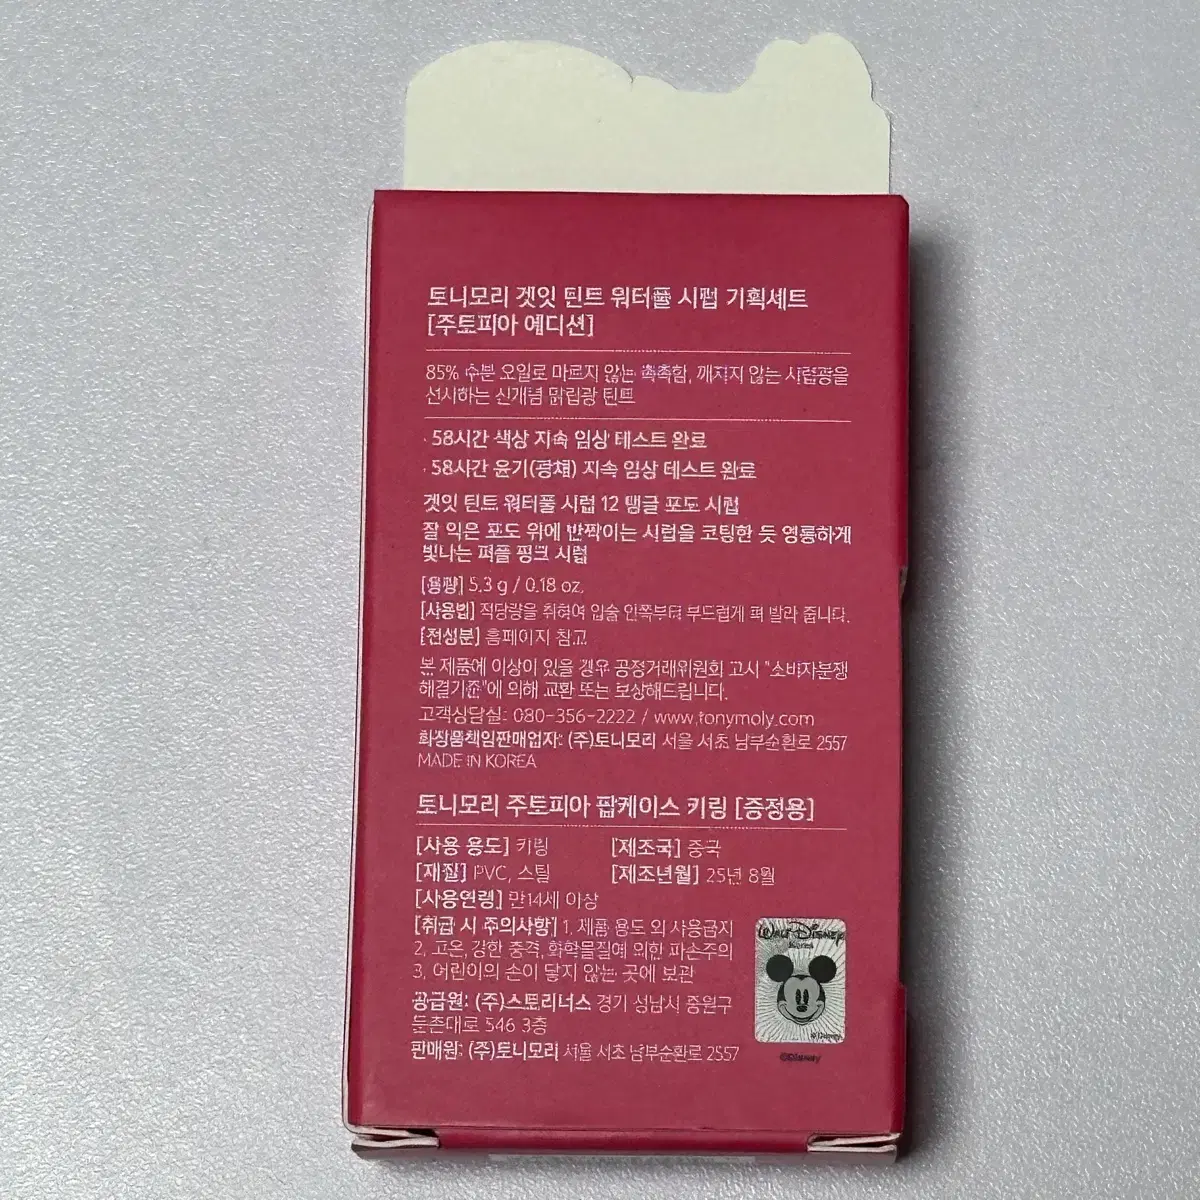 토니모리 겟잇 틴트 워터풀 시럽 기획세트
[주토피아 에디션]
85% 수분 오일로 마르지 않는 촉촉함, 깨지지 않는 시럽광을
선사하는 신개념 맑립광 틴트
· 58시간 색상 지속 임상 테스트 완료
· 58시간 윤기(광채) 지속 임상 테스트 완료
겟잇 틴트 워터풀 시럽 12 탱글 포도 시럽
잘 익은 포도 위에 반짝이는 시럽을 코팅한 듯 영롱하게
빛나는 퍼플 핑크 시럽
[용량] 5.3 g / 0.18 oz.
[사용법] 적당량을 취하여 입술 안쪽부터 부드럽게 펴 발라 줍니다.
[전성분] 홈페이지 참고
본 제품에 이상이 있을 경우 공정거래위원회 고시 "소비자분쟁
해결기준"에 의해 교환 또는 보상해드립니다.
고객상담실: 080-356-2222 / www.tonymoly.com
화장품책임판매업자: (주)토니모리 서울 서초 남부순환로 2557
MADE IN KOREA
토니모리 주토피아 팝케이스 키링 [증정용]
[사용 용도] 키링 [제조국] 중국
[재질] PVC, 스틸 [제조년월] 25년 8월
[사용연령] 만14세 이상
[취급 시 주의사항] 1. 제품 용도 외 사용금지
2. 고온, 강한 충격, 화학물질에 의한 파손주의
3. 어린이의 손이 닿지 않는 곳에 보관
공급원: (주)스토리너스 경기 성남시 중원구
둔촌대로 546 3층
판매원: (주)토니모리 서울 서초 남부순환로 2557
WALT DISNEY
Korea
©Disney
©Disney